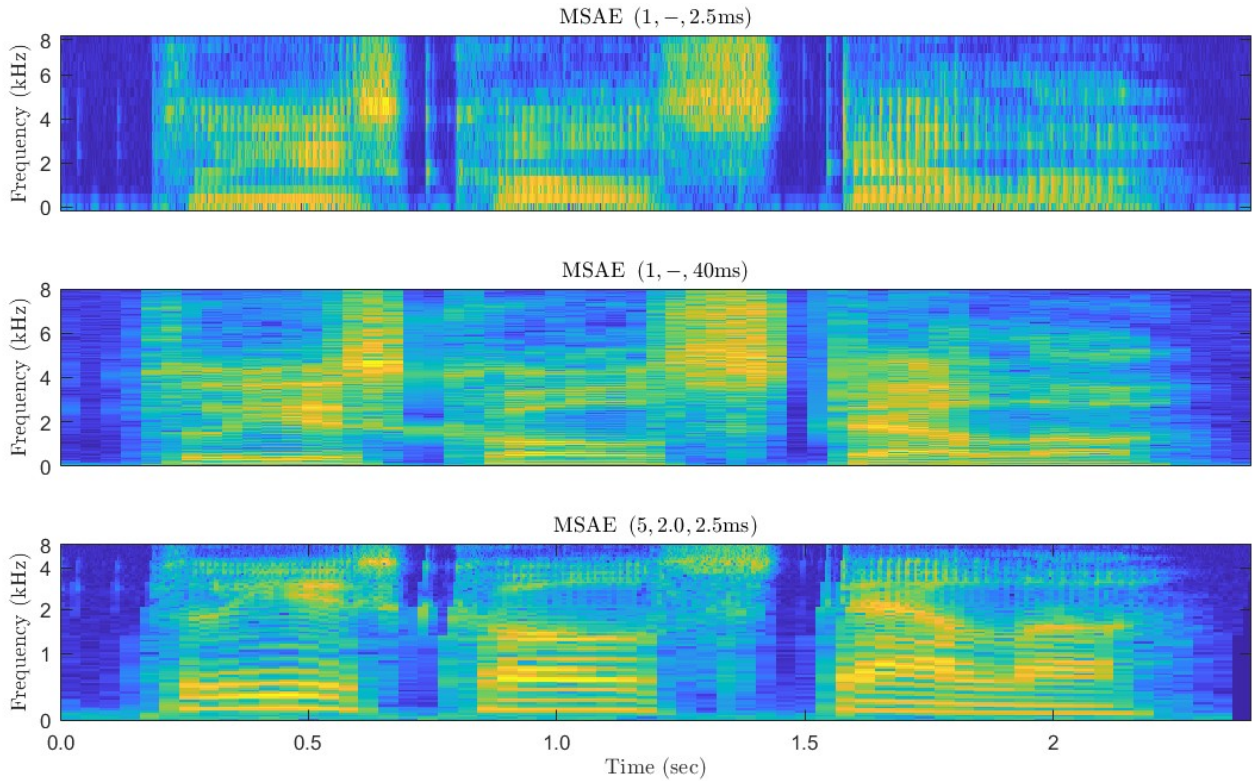 MSAE (1, −, 2.5ms)
Frequency (kHz)
8
6
4
2
0
MSAE (1, −, 40ms)
Frequency (kHz)
8
6
4
2
0
MSAE (5, 2.0, 2.5ms)
Frequency (kHz)
8
4
2
1
0
0.0 0.5 1.0 1.5 2
Time (sec)